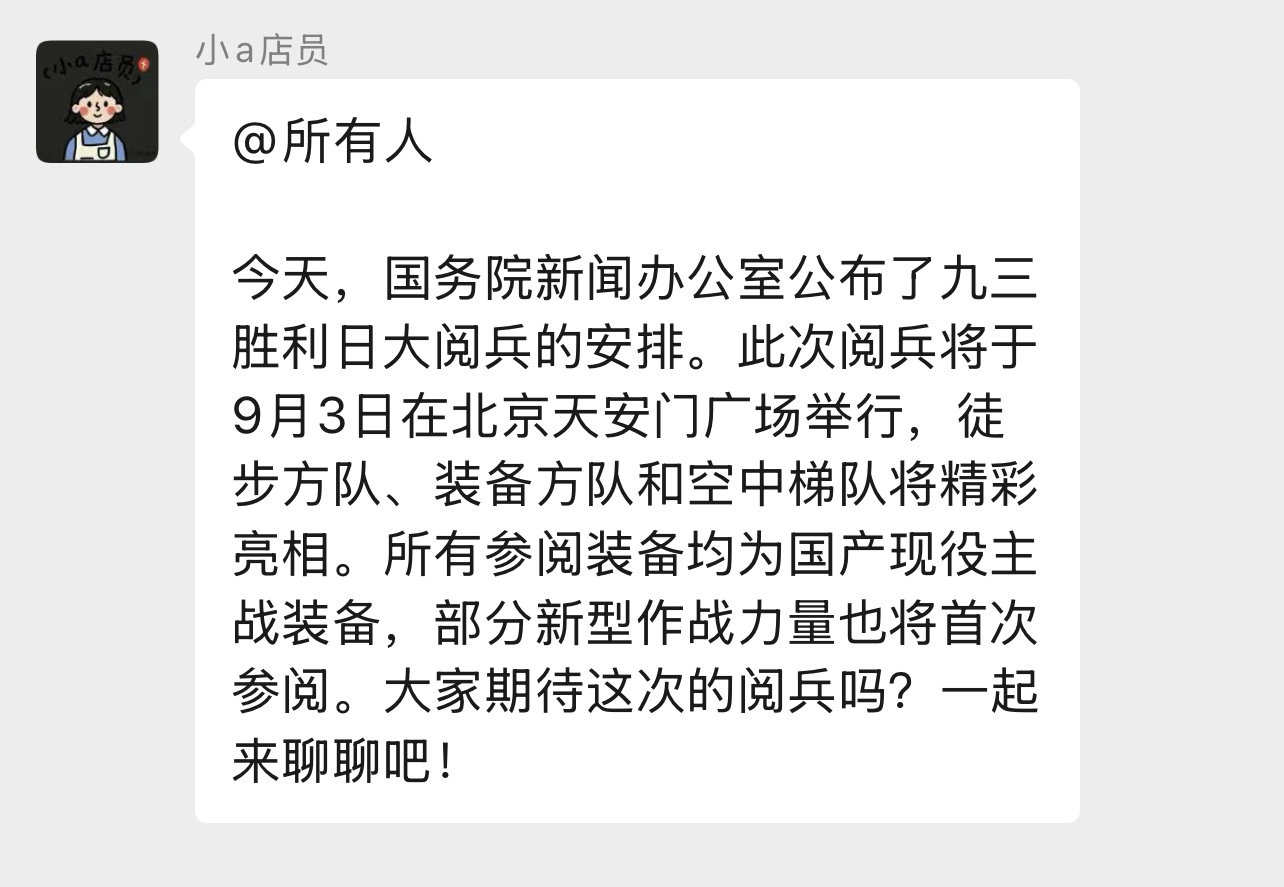 小a店员
(小a店员)
@所有人
今天，国务院新闻办公室公布了九三
胜利日大阅兵的安排。此次阅兵将于
9月3日在北京天安门广场举行，徒
步方队、装备方队和空中梯队将精彩
亮相。所有参阅装备均为国产现役主
战装备，部分新型作战力量也将首次
参阅。大家期待这次的阅兵吗？一起
来聊聊吧！